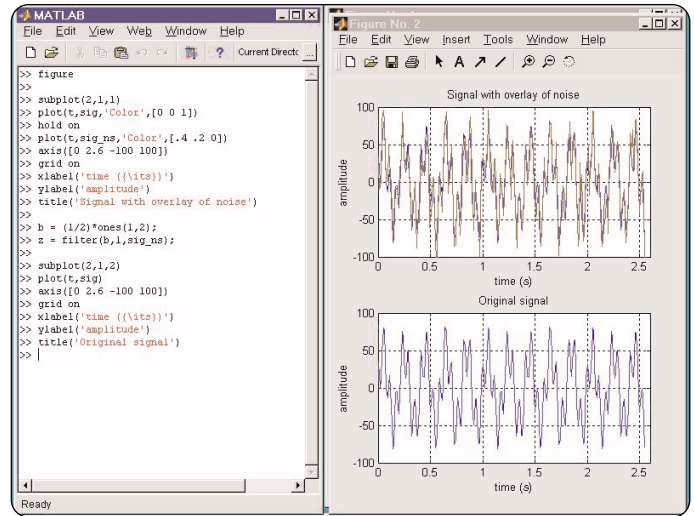 MATLAB
File Edit View Web Window Help
? Current Directc ...
>> figure
>>
>> subplot(2,1,1)
>> plot(t,sig,'Color',[0 0 1])
>> hold on
>> plot(t,sig_ns,'Color',[.4 .2 0])
>> axis([0 2.6 -100 100])
>> grid on
>> xlabel('time {(\its)}')
>> ylabel('amplitude')
>> title('Signal with overlay of noise')
>>
>> b = (1/2)*ones(1,2);
>> z = filter(b,1,sig_ns);
>>
>> subplot(2,1,2)
>> plot(t,sig)
>> axis([0 2.6 -100 100])
>> grid on
>> xlabel('time {(\its)}')
>> ylabel('amplitude')
>> title('Original signal')
>>
Ready
Figure No. 2
File Edit View Insert Tools Window Help
A
Signal with overlay of noise
100
50
0
-50
-100
amplitude
0 0.5 1 1.5 2 2.5
time (s)
Original signal
100
50
0
-50
-100
amplitude
0 0.5 1 1.5 2 2.5
time (s)